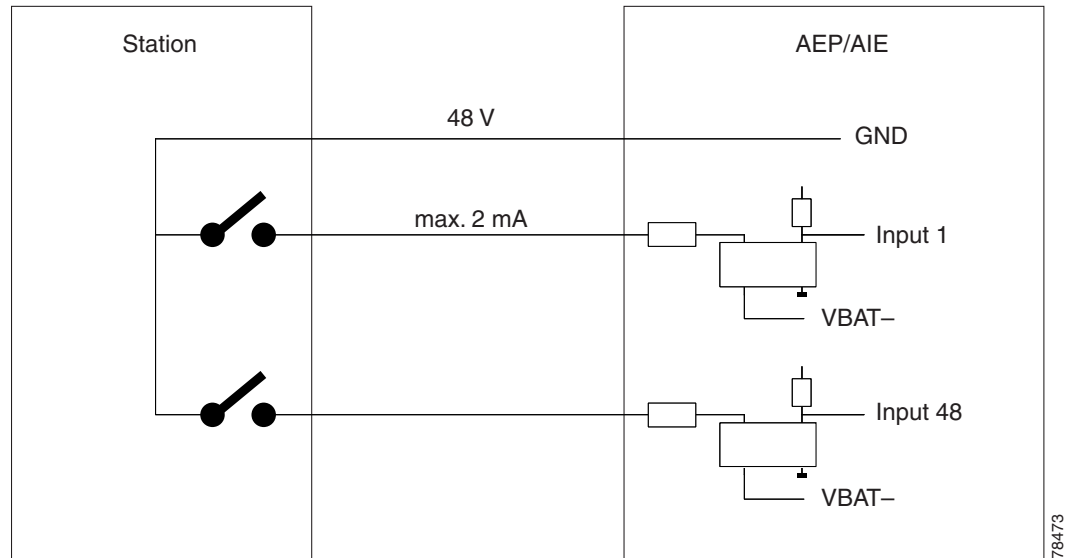 Station
AEP/AIE
48 V
GND
max. 2 mA
Input 1
VBAT–
Input 48
VBAT–
78473